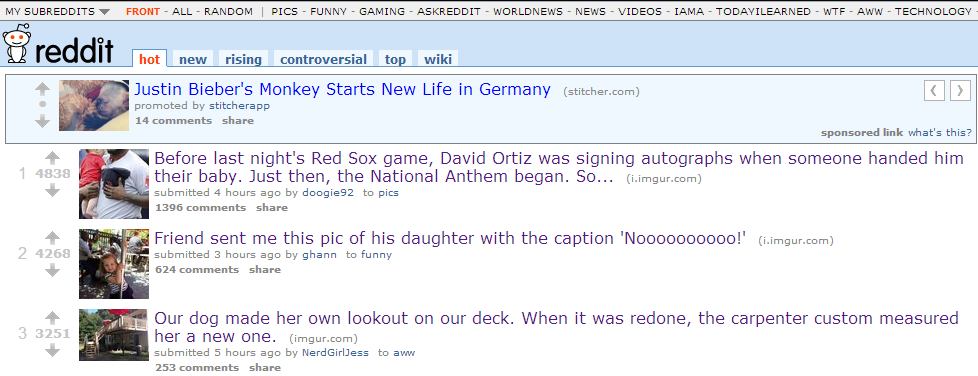 MY SUBREDDITS FRONT - ALL - RANDOM | PICS - FUNNY - GAMING - ASKREDDIT - WORLDNEWS - NEWS - VIDEOS - IAMA - TODAYILEARNED - WTF - AWW - TECHNOLOGY -
reddit hot new rising controversial top wiki
Justin Bieber's Monkey Starts New Life in Germany (stitcher.com)
promoted by stitcherapp
14 comments share
sponsored link what's this?
Before last night's Red Sox game, David Ortiz was signing autographs when someone handed him
1 4838 their baby. Just then, the National Anthem began. So... (i.imgur.com)
submitted 4 hours ago by doogie92 to pics
1396 comments share
Friend sent me this pic of his daughter with the caption 'Noooooooooo!' (i.imgur.com)
2 4268 submitted 3 hours ago by ghann to funny
624 comments share
Our dog made her own lookout on our deck. When it was redone, the carpenter custom measured
3 3251 her a new one. (imgur.com)
submitted 5 hours ago by NerdGirlJess to aww
253 comments share